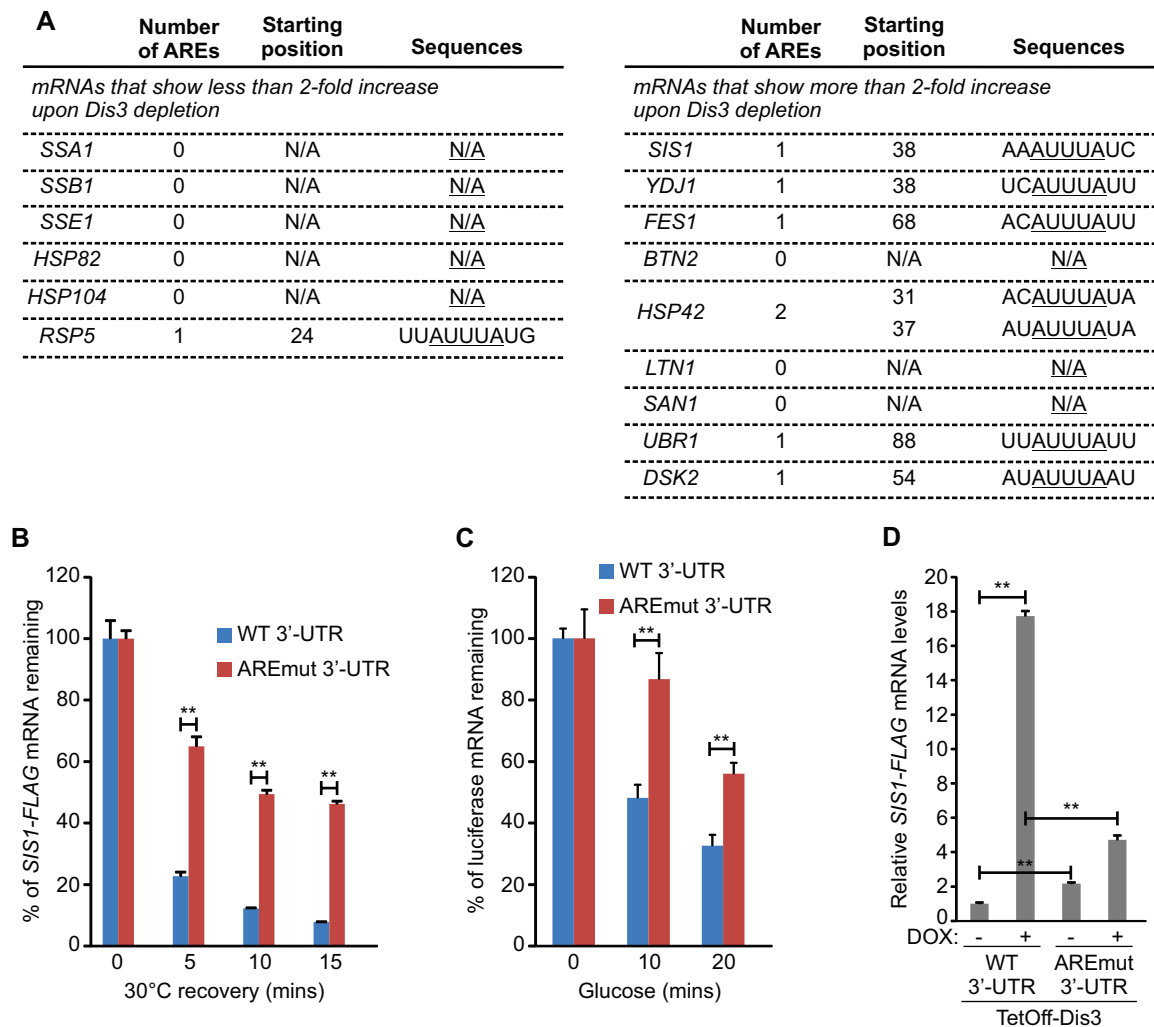 A
Number of AREs Starting position Sequences
mRNAs that show less than 2-fold increase
upon Dis3 depletion
SSA1 0 N/A N/A
SSB1 0 N/A N/A
SSE1 0 N/A N/A
HSP82 0 N/A N/A
HSP104 0 N/A N/A
RSP5 1 24 UUAUUUAUG
Number of AREs Starting position Sequences
mRNAs that show more than 2-fold increase
upon Dis3 depletion
SIS1 1 38 AAAUUUAUC
YDJ1 1 38 UCAUUUAUU
FES1 1 68 ACAUUUAUU
BTN2 0 N/A N/A
HSP42 2 31 ACAUUUAUA
37 AUAUUUAUA
LTN1 0 N/A N/A
SAN1 0 N/A N/A
UBR1 1 88 UUAUUUAUU
DSK2 1 54 AUAUUUAAU
B
% of SIS1-FLAG mRNA remaining
120
100
80
60
40
20
0
WT 3’-UTR
AREmut 3’-UTR
**
**
**
0 5 10 15
30°C recovery (mins)
C
% of luciferase mRNA remaining
120
100
80
60
40
20
0
WT 3’-UTR
AREmut 3’-UTR
**
**
0 10 20
Glucose (mins)
D
Relative SIS1-FLAG mRNA levels
20
18
16
14
12
10
8
6
4
2
0
**
**
**
DOX: - + - +
WT 3’-UTR AREmut 3’-UTR
TetOff-Dis3